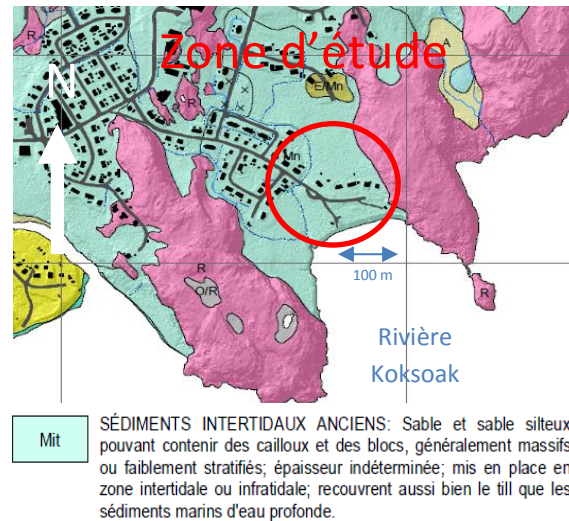 Zone d'étude
N
R
R
E/Mn
A
Mn
R
O/R
R
100 m
Rivière
Koksoak
Mit
SÉDIMENTS INTERTIDAUX ANCIENS: Sable et sable silteux
pouvant contenir des cailloux et des blocs, généralement massifs
ou faiblement stratifiés; épaisseur indéterminée; mis en place en
zone intertidale ou infratidale; recouvrent aussi bien le till que les
sédiments marins d'eau profonde.